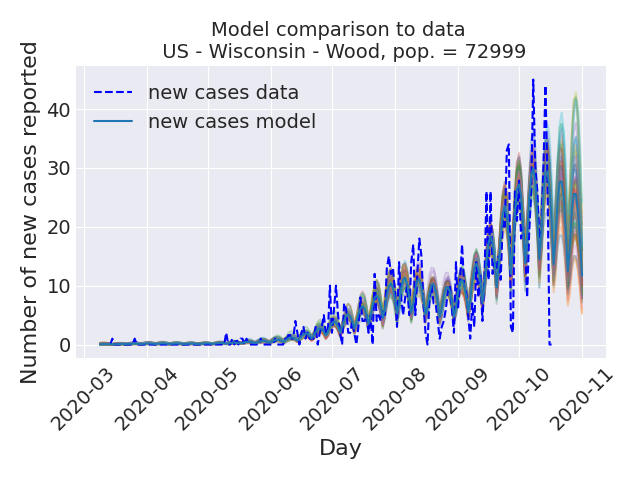 Model comparison to data
US - Wisconsin - Wood, pop. = 72999
Number of new cases reported
new cases data
new cases model
40
30
20
10
0
2020-03
2020-04
2020-05
2020-06
2020-07
2020-08
2020-09
2020-10
2020-11
Day